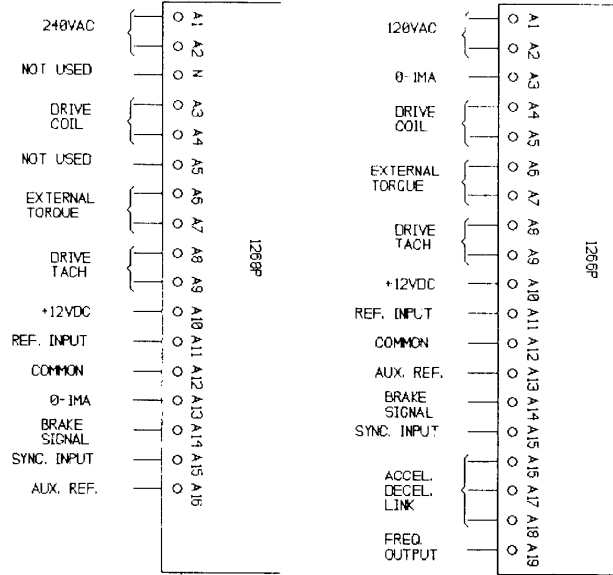 240VAC
A1
A2
NOT USED
N
DRIVE
COIL
A3
A4
NOT USED
A5
EXTERNAL
TORQUE
A6
A7
DRIVE
TACH
A8
A9
+12VDC
A10
REF. INPUT
A11
COMMON
A12
0-1MA
A13
BRAKE
SIGNAL
A14
SYNC. INPUT
A15
AUX. REF.
A16
1268P
120VAC
A1
A2
0-1MA
A3
DRIVE
COIL
A4
A5
EXTERNAL
TORQUE
A6
A7
DRIVE
TACH
A8
A9
+12VDC
A10
REF. INPUT
A11
COMMON
A12
AUX. REF.
A13
BRAKE
SIGNAL
A14
SYNC. INPUT
A15
ACCEL.
DECEL.
LINK
A15
A17
A18
FREQ.
OUTPUT
A19
1266P